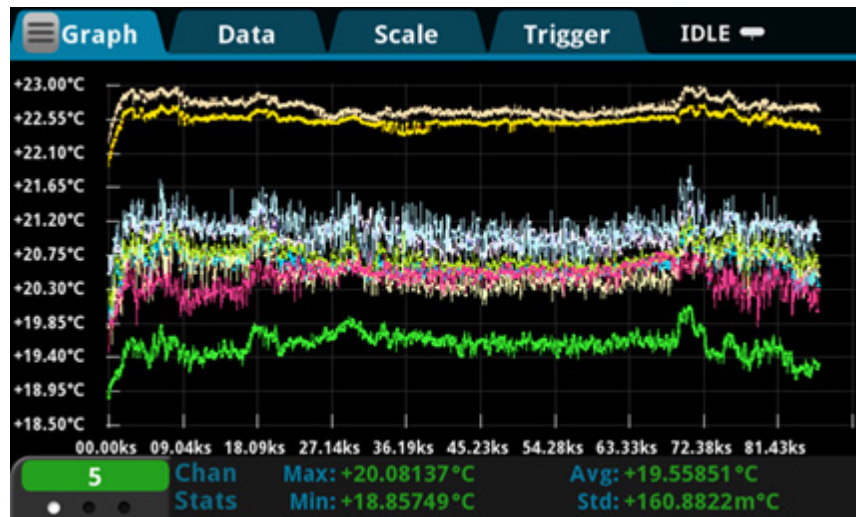 Graph Data Scale Trigger IDLE
+23.00°C
+22.55°C
+22.10°C
+21.65°C
+21.20°C
+20.75°C
+20.30°C
+19.85°C
+19.40°C
+18.95°C
+18.50°C
00.00ks 09.04ks 18.09ks 27.14ks 36.19ks 45.23ks 54.28ks 63.33ks 72.38ks 81.43ks
5 Chan Max: +20.08137°C Avg: +19.55851°C
Stats Min: +18.85749°C Std: +160.8822m°C